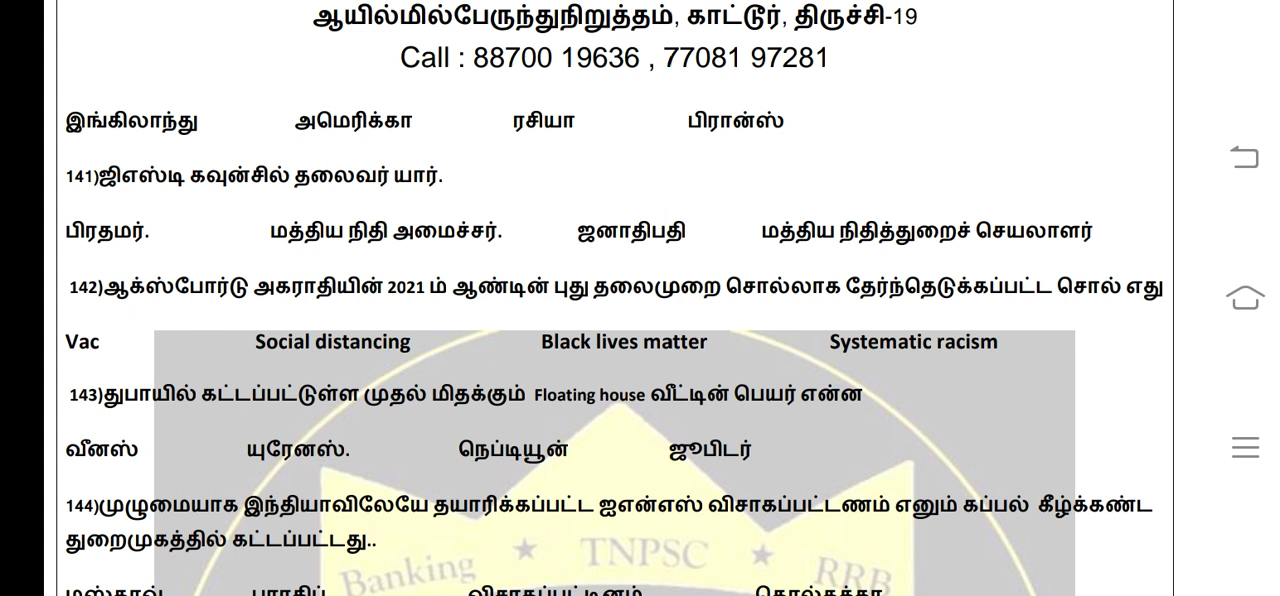 ஆயில்மில்பேருந்துநிறுத்தம், காட்டூர், திருச்சி-19
Call : 88700 19636 , 77081 97281
இங்கிலாந்து அமெரிக்கா ரசியா பிரான்ஸ்
141)ஜிஎஸ்டி கவுன்சில் தலைவர் யார்.
பிரதமர். மத்திய நிதி அமைச்சர். ஜனாதிபதி மத்திய நிதித்துறைச் செயலாளர்
142)ஆக்ஸ்போர்டு அகராதியின் 2021 ம் ஆண்டின் புது தலைமுறை சொல்லாக தேர்ந்தெடுக்கப்பட்ட சொல் எது
Vac Social distancing Black lives matter Systematic racism
143)துபாயில் கட்டப்பட்டுள்ள முதல் மிதக்கும் Floating house வீட்டின் பெயர் என்ன
வீனஸ் யுரேனஸ். நெப்டியூன் ஜூபிடர்
144)முழுமையாக இந்தியாவிலேயே தயாரிக்கப்பட்ட ஐஎன்எஸ் விசாகப்பட்டணம் எனும் கப்பல் கீழ்க்கண்ட
துறைமுகத்தில் கட்டப்பட்டது..
Banking ★ TNPSC ★ RRB